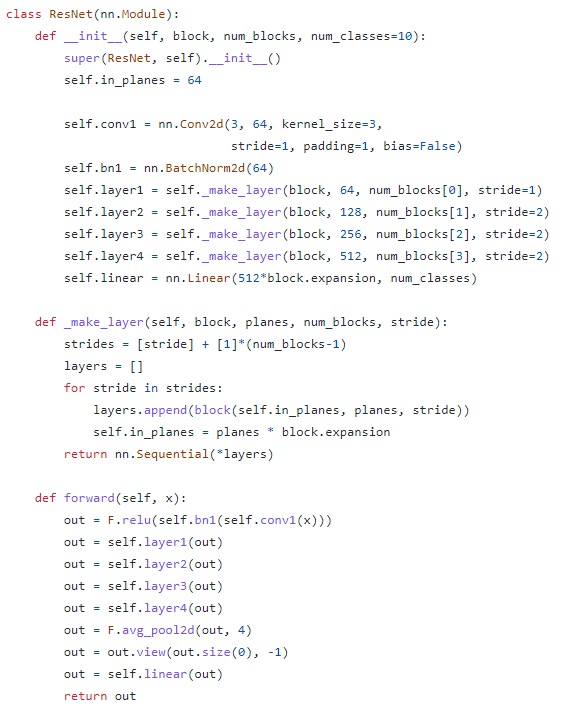 class ResNet(nn.Module):
    def __init__(self, block, num_blocks, num_classes=10):
        super(ResNet, self).__init__()
        self.in_planes = 64

        self.conv1 = nn.Conv2d(3, 64, kernel_size=3,
                               stride=1, padding=1, bias=False)
        self.bn1 = nn.BatchNorm2d(64)
        self.layer1 = self._make_layer(block, 64, num_blocks[0], stride=1)
        self.layer2 = self._make_layer(block, 128, num_blocks[1], stride=2)
        self.layer3 = self._make_layer(block, 256, num_blocks[2], stride=2)
        self.layer4 = self._make_layer(block, 512, num_blocks[3], stride=2)
        self.linear = nn.Linear(512*block.expansion, num_classes)

    def _make_layer(self, block, planes, num_blocks, stride):
        strides = [stride] + [1]*(num_blocks-1)
        layers = []
        for stride in strides:
            layers.append(block(self.in_planes, planes, stride))
            self.in_planes = planes * block.expansion
        return nn.Sequential(*layers)

    def forward(self, x):
        out = F.relu(self.bn1(self.conv1(x)))
        out = self.layer1(out)
        out = self.layer2(out)
        out = self.layer3(out)
        out = self.layer4(out)
        out = F.avg_pool2d(out, 4)
        out = out.view(out.size(0), -1)
        out = self.linear(out)
        return out